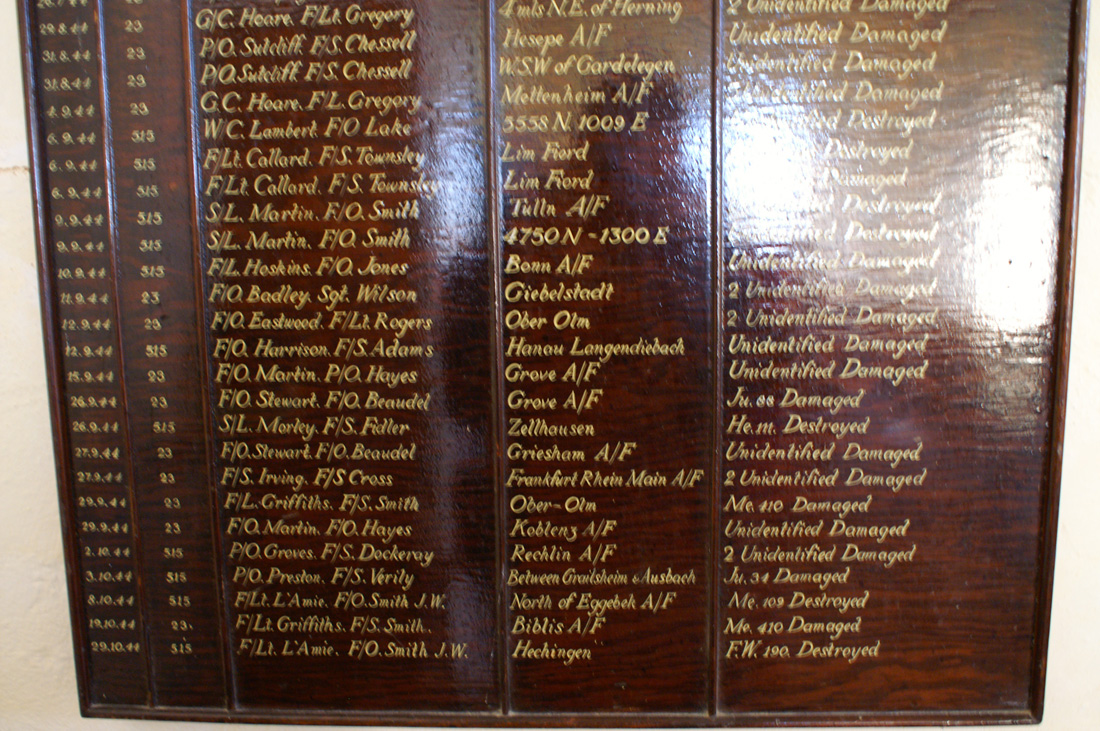 23 4 mls N.E. of Herning 2 Unidentified Damaged
29.8.44 23 G/C. Hoare. F/Lt. Gregory Hesepe A/F Unidentified Damaged
31.8.44 23 P/O. Sutcliff. F/S. Chessell W.S.W of Gardelegen Unidentified Damaged
31.8.44 23 P/O. Sutcliff. F/S. Chessell Mettenheim A/F Unidentified Damaged
4.9.44 23 G.C. Hoare. F/L. Gregory 5558 N. 1009 E Destroyed
6.9.44 515 W/C. Lambert. F/O Lake Lim Fiord Destroyed
6.9.44 515 F/Lt. Callard. F/S. Townsley Lim Fiord Damaged
6.9.44 515 F/Lt. Callard. F/S. Townsley Tulln A/F Destroyed
9.9.44 515 S/L. Martin. F/O. Smith 4750 N - 1300 E Destroyed
9.9.44 515 S/L. Martin. F/O. Smith Bonn A/F Unidentified Damaged
10.9.44 515 F/L. Hoskins. F/O. Jones Giebelstadt 2 Unidentified Damaged
11.9.44 23 F/O. Badley. Sgt. Wilson Ober Olm 2 Unidentified Damaged
12.9.44 23 F/O. Eastwood. F/Lt. Rogers Hanau Langendiebach Unidentified Damaged
12.9.44 515 F/O. Harrison. F/S. Adams Grove A/F Unidentified Damaged
15.9.44 23 F/O. Martin. P/O. Hayes Grove A/F Ju. 88 Damaged
26.9.44 23 F/O. Stewart. F/O. Beaudel Zellhausen He. 111. Destroyed
26.9.44 515 S/L. Morley. F/S. Fidler Griesham A/F Unidentified Damaged
27.9.44 23 F/O. Stewart. F/O. Beaudel Frankfurt Rhein Main A/F 2 Unidentified Damaged
27.9.44 23 F/S. Irving. F/S Cross Ober-Olm Me. 410 Damaged
29.9.44 23 F/L. Griffiths. F/S. Smith Koblenz A/F Unidentified Damaged
29.9.44 23 F/O. Martin. F/O. Hayes Rechlin A/F 2 Unidentified Damaged
2.10.44 515 P/O. Groves. F/S. Dockeray Between Grailsheim & Ausbach Ju. 34 Damaged
3.10.44 515 P/O. Preston. F/S. Verity North of Eggebek A/F Me. 109 Destroyed
8.10.44 515 F/Lt. L'Amie. F/O. Smith J.W. Biblis A/F Me. 410 Damaged
19.10.44 23. F/Lt. Griffiths. F/S. Smith. Hechingen F.W. 190. Destroyed
29.10.44 515 F/Lt. L'Amie. F/O. Smith J.W.